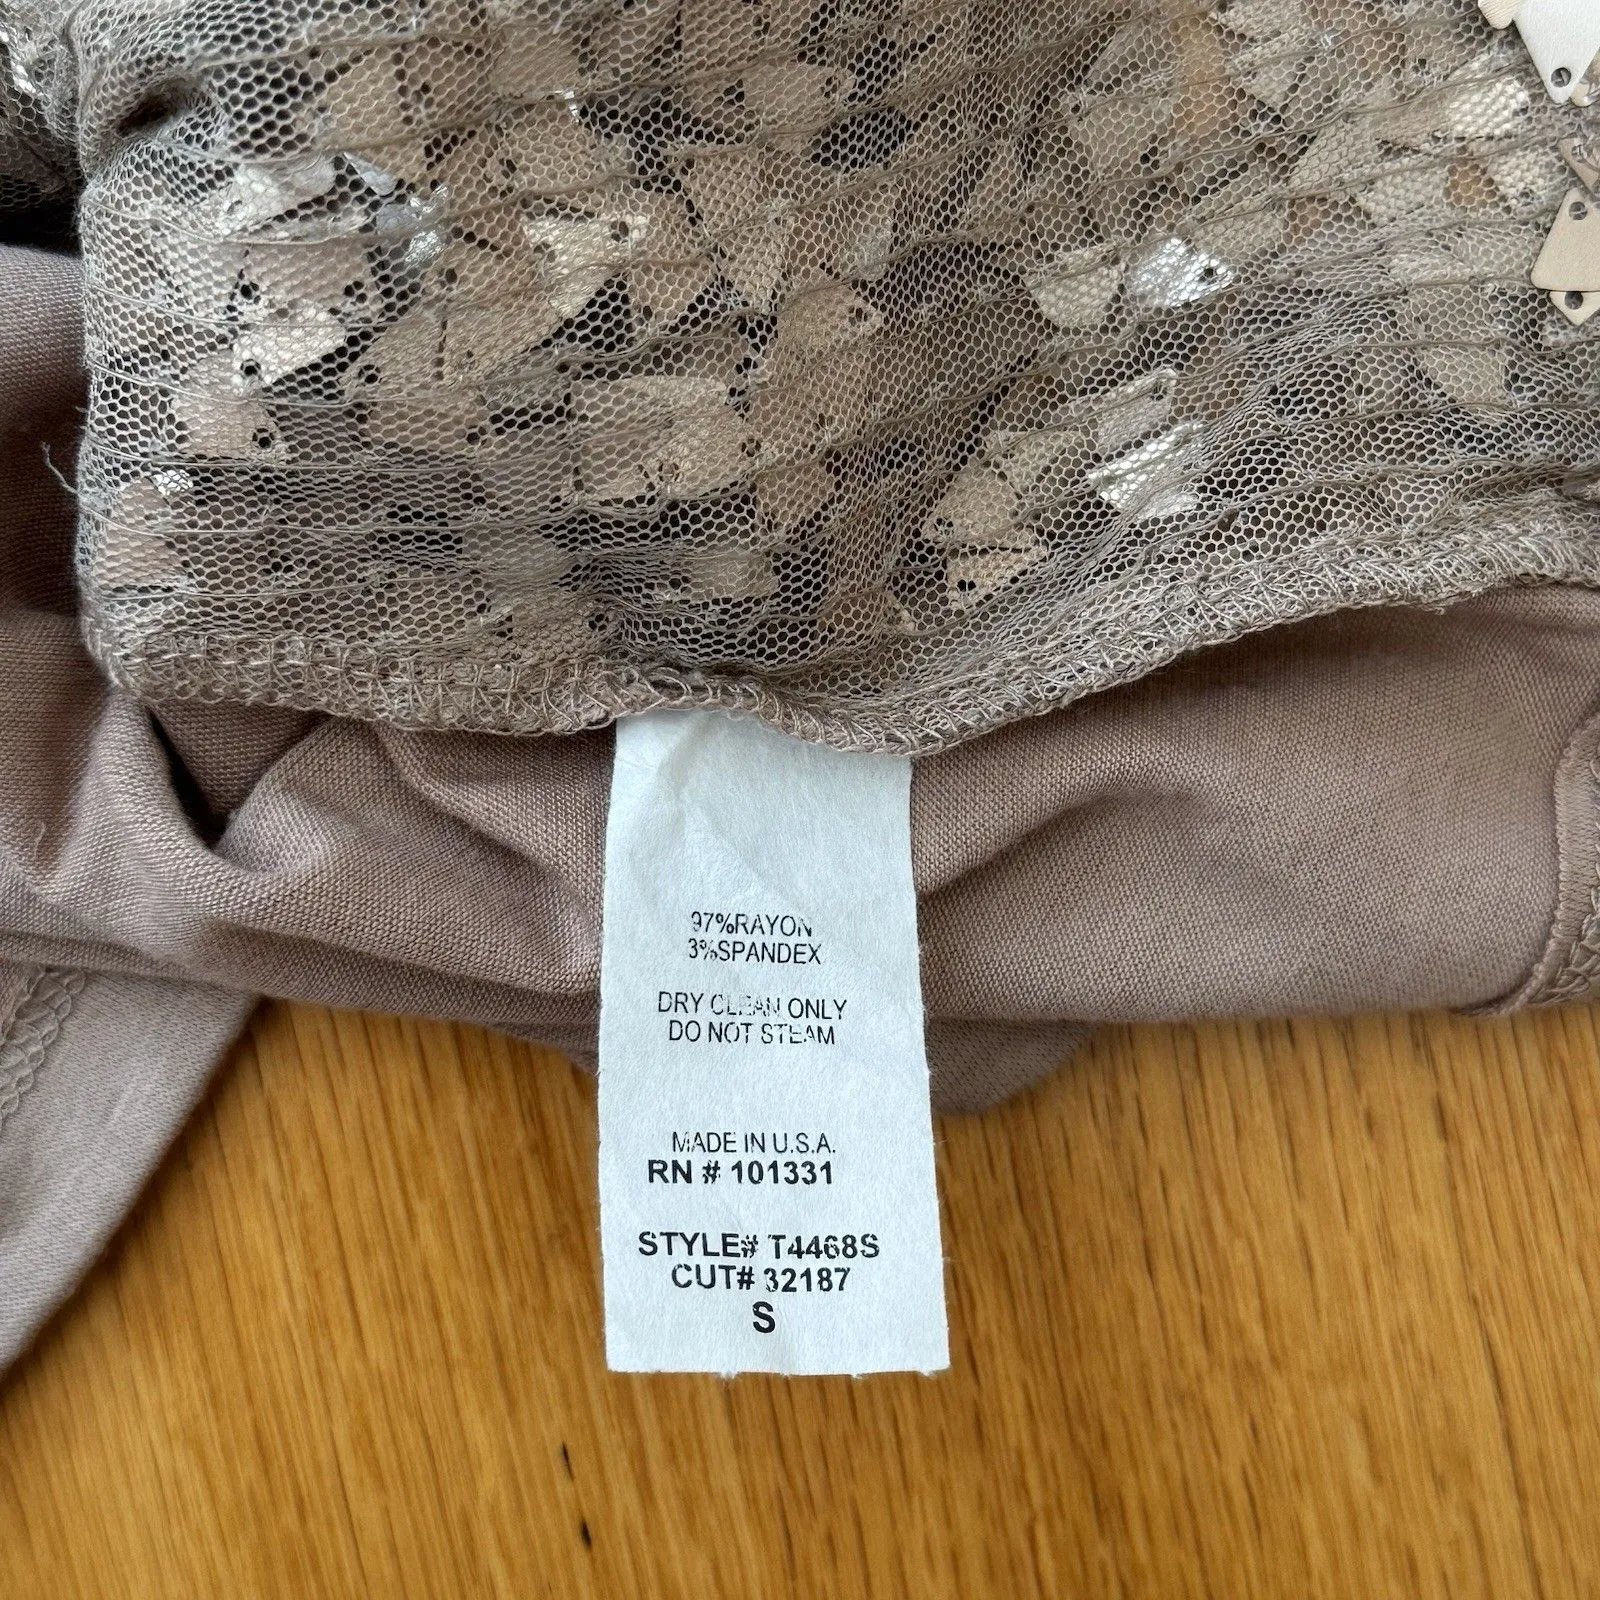 97%RAYON
3%SPANDEX
DRY CLEAN ONLY
DO NOT STEAM
MADE IN U.S.A.
RN # 101331
STYLE# T4468S
CUT# 32187
S